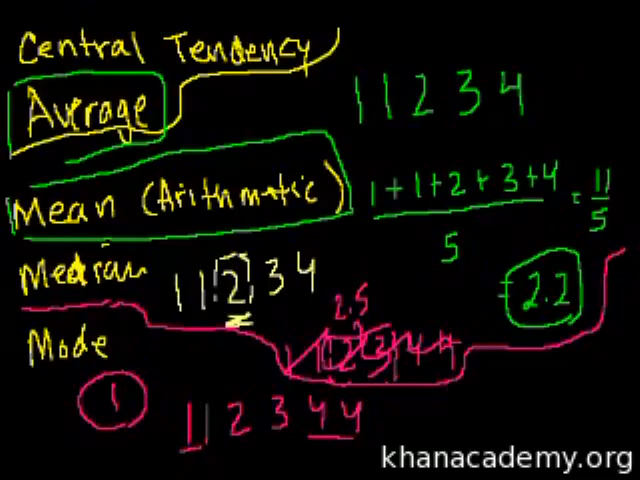 Central Tendency
Average
1 1 2 3 4
Mean (Arithmatic)
1 + 1 + 2 + 3 + 4
5
= 11
5
= 2.2
Median
1 1 2 3 4
2.5
1 1 2 3 4 4
Mode
1
1 1 2 3 4 4
khanacademy.org